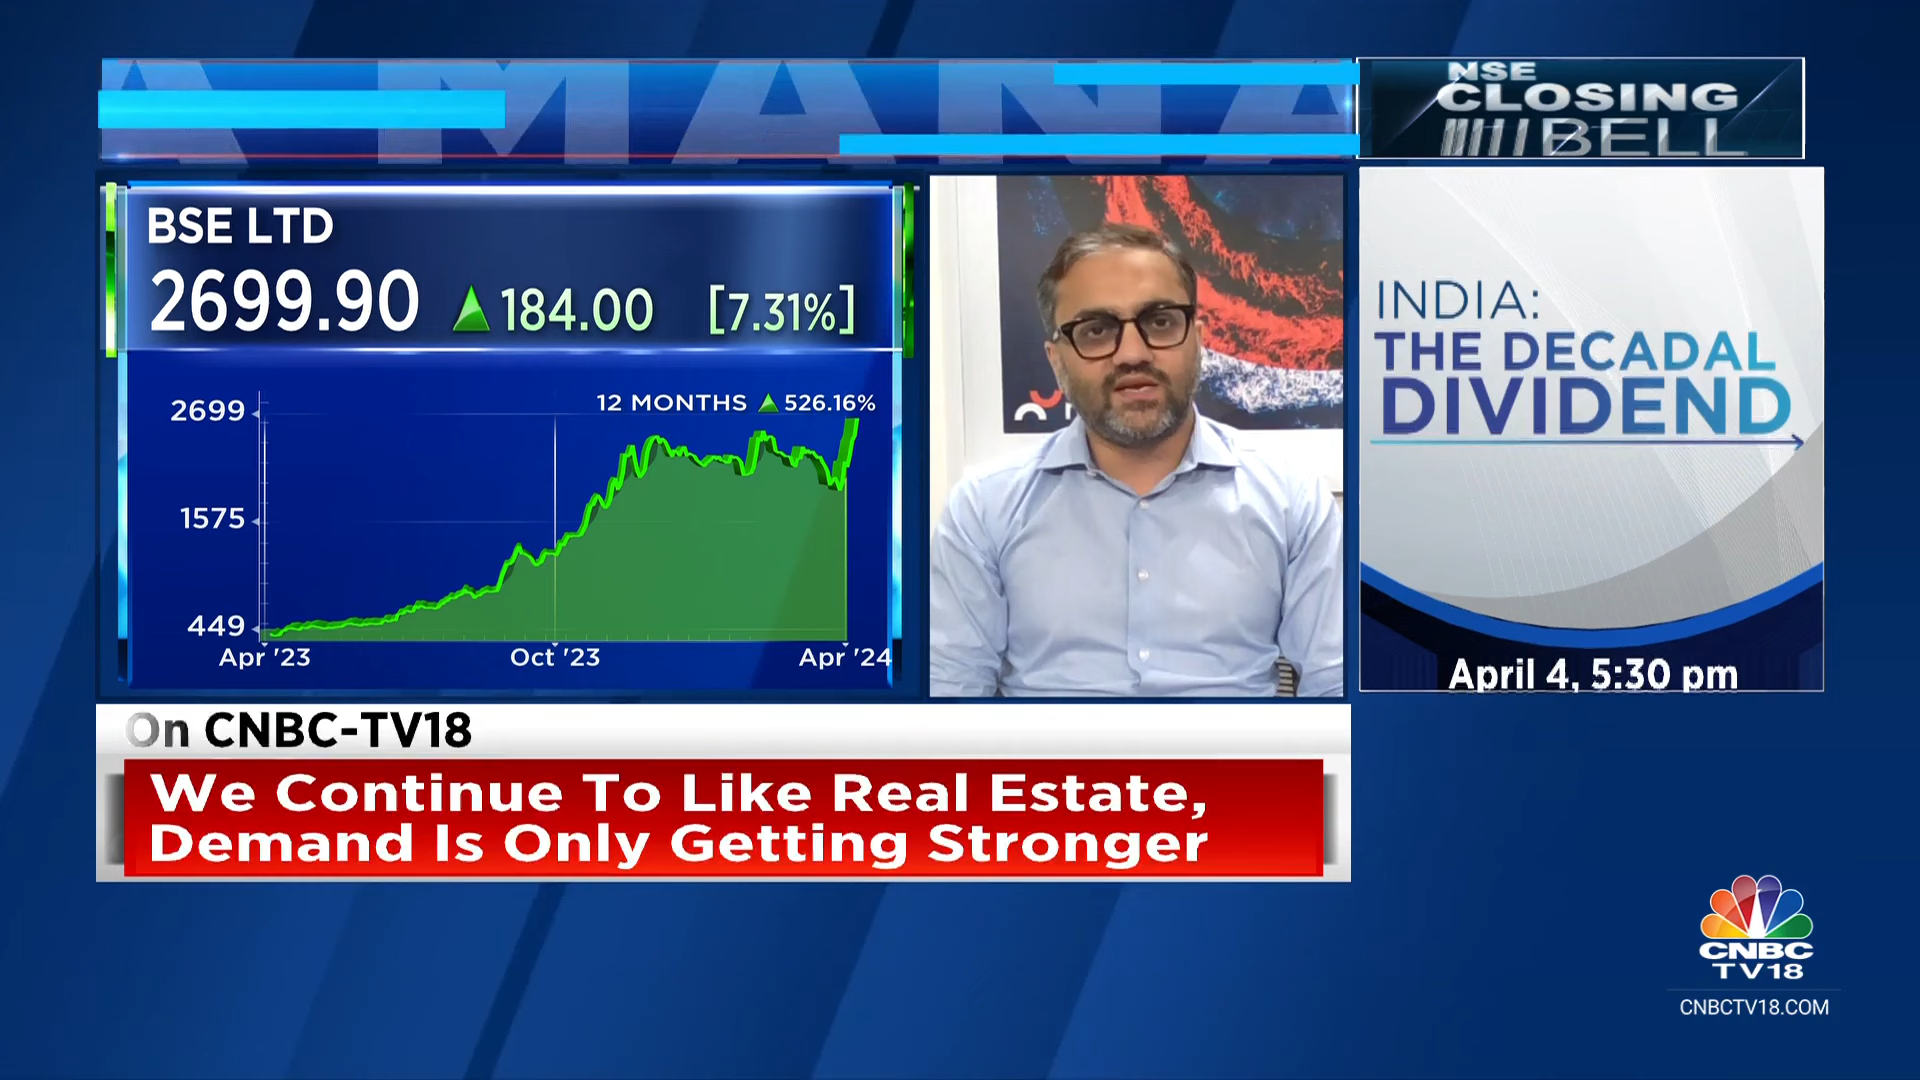 A MANA
NSE
CLOSING
BELL
BSE LTD
2699.90 184.00 [7.31%]
12 MONTHS 526.16%
2699
1575
449
Apr '23 Oct '23 Apr '24
INDIA:
THE DECADAL
DIVIDEND
April 4, 5:30 pm
On CNBC-TV18
We Continue To Like Real Estate,
Demand Is Only Getting Stronger
CNBC
TV18
CNBCTV18.COM